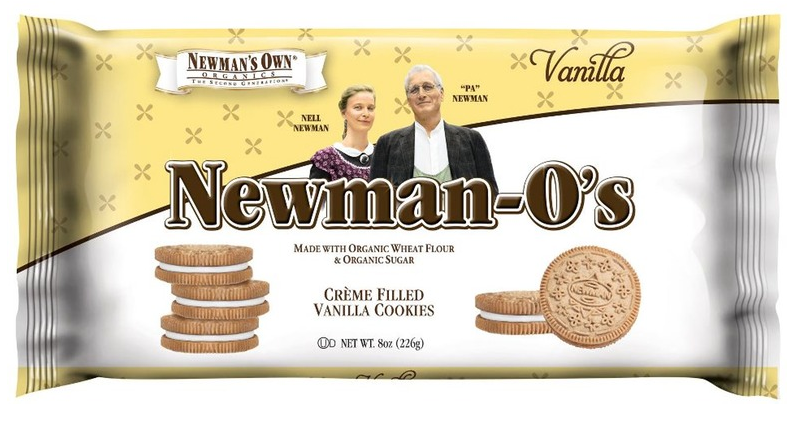 NEWMAN'S OWN®
ORGANICS
THE SECOND GENERATION®
Vanilla
"PA"
NEWMAN
NELL
NEWMAN
Newman-O's
MADE WITH ORGANIC WHEAT FLOUR
& ORGANIC SUGAR
CRÈME FILLED
VANILLA COOKIES
UD NET WT. 8oz (226g)